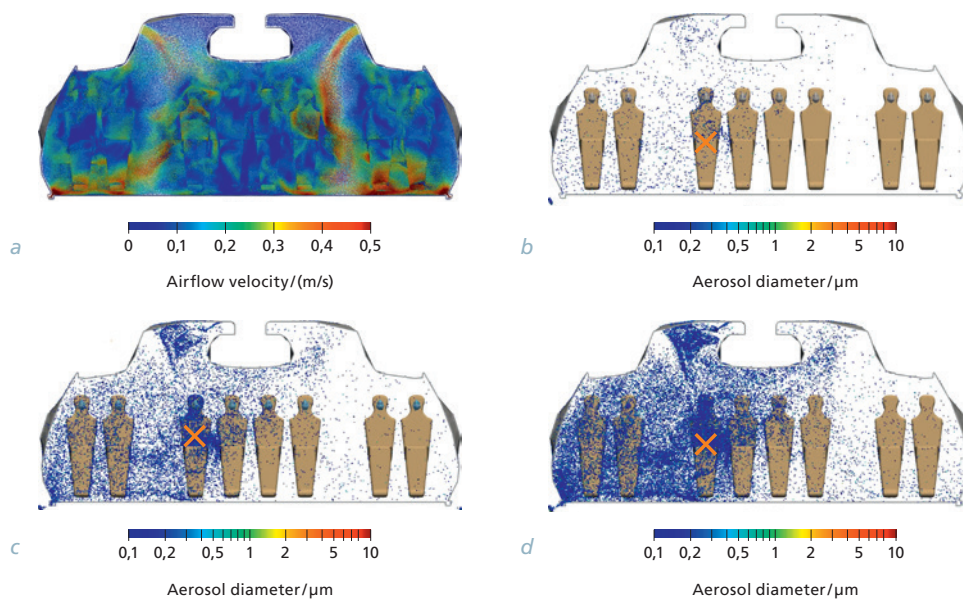 a
0 0,1 0,2 0,3 0,4 0,5
Airflow velocity/(m/s)
b
0,1 0,2 0,5 1 2 5 10
Aerosol diameter/µm
c
0,1 0,2 0,5 1 2 5 10
Aerosol diameter/µm
d
0,1 0,2 0,5 1 2 5 10
Aerosol diameter/µm